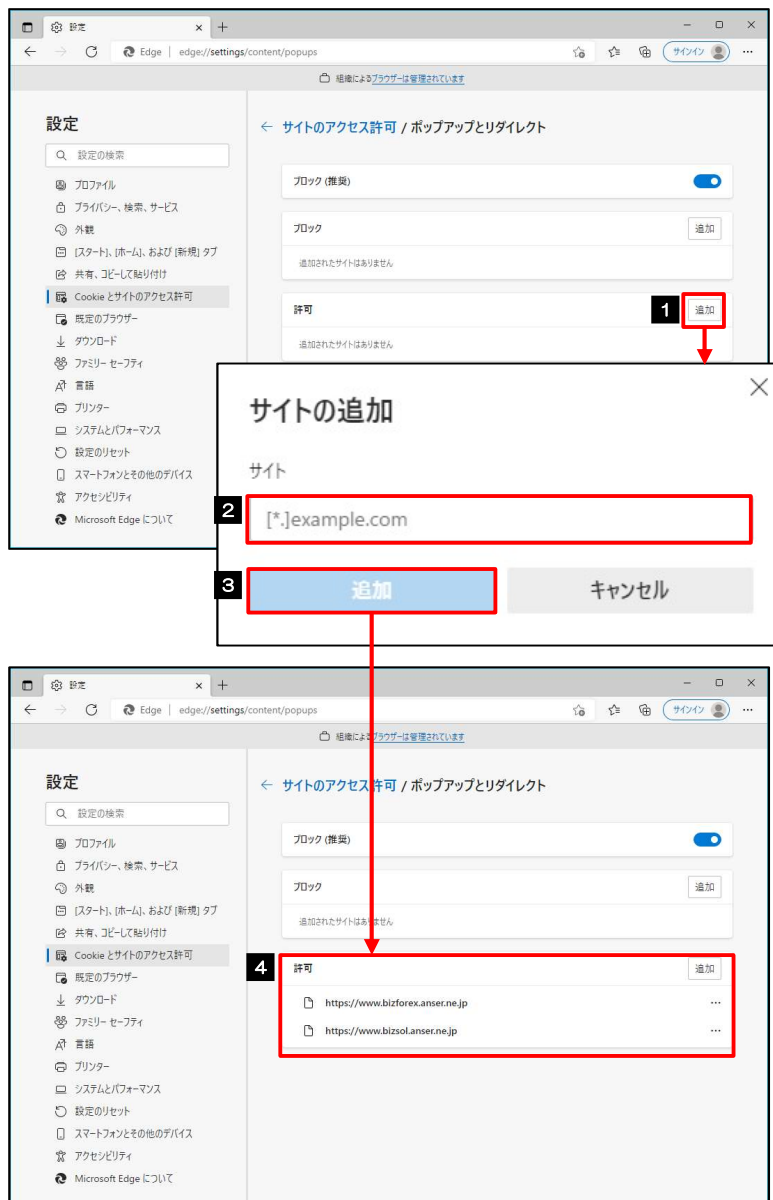 設定
Edge | edge://settings/content/popups
サインイン
組織によるブラウザーは管理されています
設定
設定の検索
プロファイル
プライバシー、検索、サービス
外観
[スタート]、[ホーム]、および [新規] タブ
共有、コピーして貼り付け
Cookie とサイトのアクセス許可
既定のブラウザー
ダウンロード
ファミリー セーフティ
言語
プリンター
システムとパフォーマンス
設定のリセット
スマートフォンとその他のデバイス
アクセシビリティ
Microsoft Edge について
サイトのアクセス許可 / ポップアップとリダイレクト
ブロック (推奨)
ブロック
追加
追加されたサイトはありません
許可
1
追加
追加されたサイトはありません
サイトの追加
サイト
2
[*.]example.com
3
追加
キャンセル
設定
Edge | edge://settings/content/popups
サインイン
組織によるブラウザーは管理されています
設定
設定の検索
プロファイル
プライバシー、検索、サービス
外観
[スタート]、[ホーム]、および [新規] タブ
共有、コピーして貼り付け
Cookie とサイトのアクセス許可
既定のブラウザー
ダウンロード
ファミリー セーフティ
言語
プリンター
システムとパフォーマンス
設定のリセット
スマートフォンとその他のデバイス
アクセシビリティ
Microsoft Edge について
サイトのアクセス許可 / ポップアップとリダイレクト
ブロック (推奨)
ブロック
追加
追加されたサイトはありません
4
許可
追加
https://www.bizforex.anser.ne.jp
https://www.bizsol.anser.ne.jp